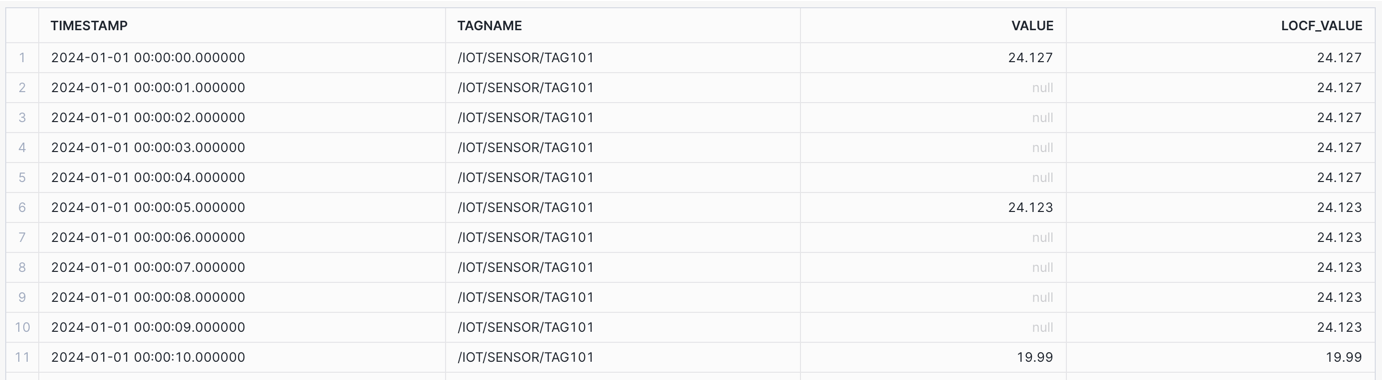 TIMESTAMP TAGNAME VALUE LOCF_VALUE
1 2024-01-01 00:00:00.000000 /IOT/SENSOR/TAG101 24.127 24.127
2 2024-01-01 00:00:01.000000 /IOT/SENSOR/TAG101 null 24.127
3 2024-01-01 00:00:02.000000 /IOT/SENSOR/TAG101 null 24.127
4 2024-01-01 00:00:03.000000 /IOT/SENSOR/TAG101 null 24.127
5 2024-01-01 00:00:04.000000 /IOT/SENSOR/TAG101 null 24.127
6 2024-01-01 00:00:05.000000 /IOT/SENSOR/TAG101 24.123 24.123
7 2024-01-01 00:00:06.000000 /IOT/SENSOR/TAG101 null 24.123
8 2024-01-01 00:00:07.000000 /IOT/SENSOR/TAG101 null 24.123
9 2024-01-01 00:00:08.000000 /IOT/SENSOR/TAG101 null 24.123
10 2024-01-01 00:00:09.000000 /IOT/SENSOR/TAG101 null 24.123
11 2024-01-01 00:00:10.000000 /IOT/SENSOR/TAG101 19.99 19.99